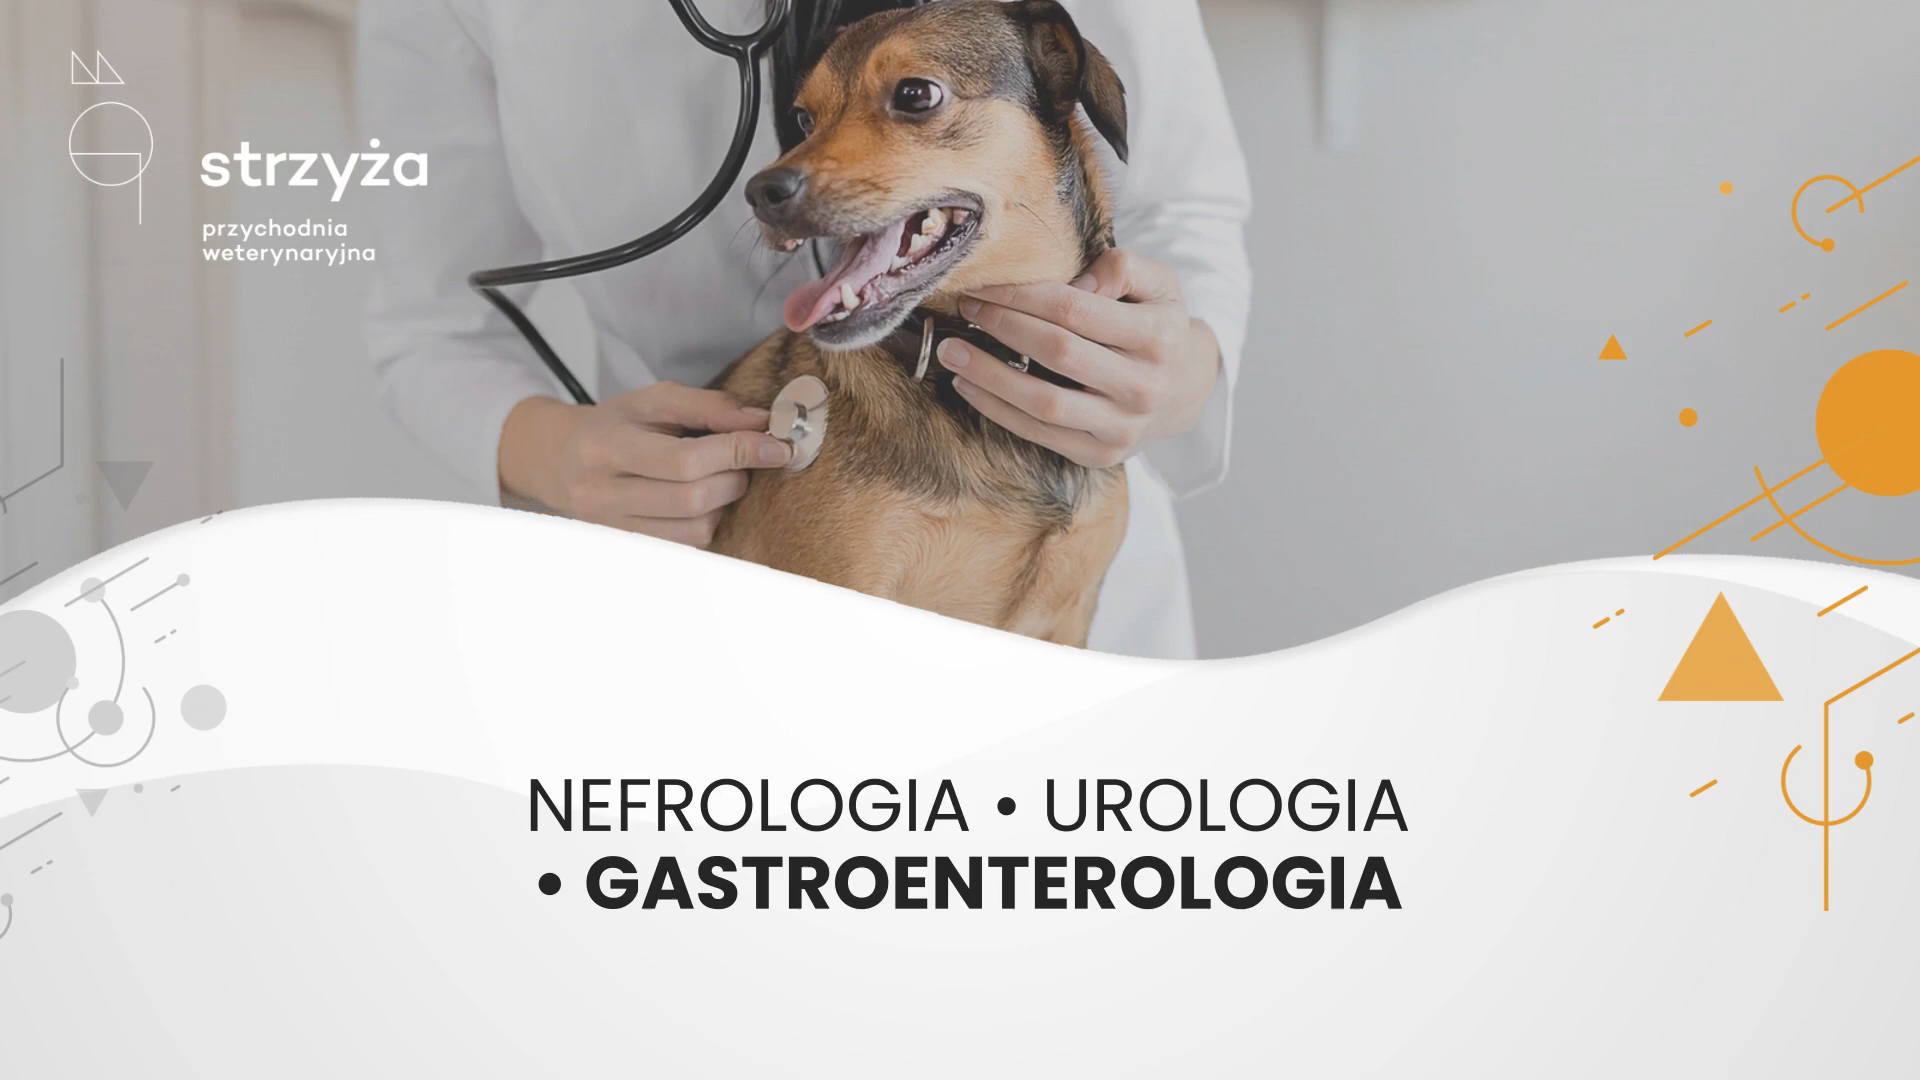 strzyża
przychodnia
weterynaryjna
NEFROLOGIA • UROLOGIA
• GASTROENTEROLOGIA